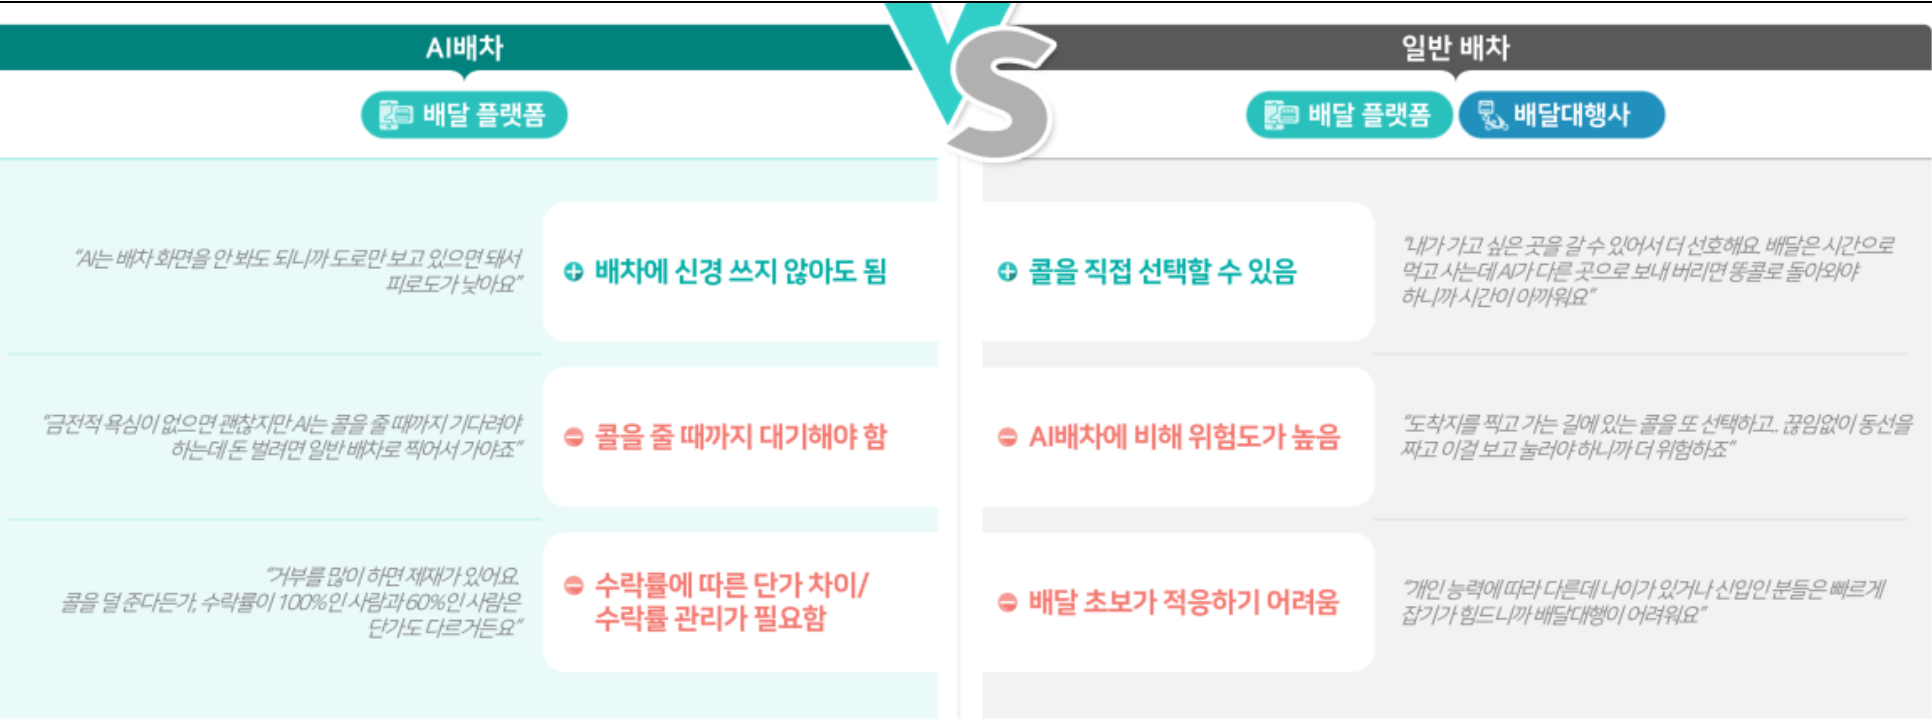 AI배차
VS
일반 배차
배달 플랫폼
배달 플랫폼
배달대행사
"AI는 배차 화면을 안 봐도 되니까 도로만 보고 있으면 돼서
피로도가 낮아요"
배차에 신경 쓰지 않아도 됨
콜을 직접 선택할 수 있음
"내가 가고 싶은 곳을 갈 수 있어서 더 선호해요. 배달은 시간으로
먹고 사는데 AI가 다른 곳으로 보내 버리면 똥콜로 돌아와야
하니까 시간이 아까워요"
"금전적 욕심이 없으면 괜찮지만 AI는 콜을 줄 때까지 기다려야
하는데 돈 벌려면 일반 배차로 찍어서 가야죠"
콜을 줄 때까지 대기해야 함
AI배차에 비해 위험도가 높음
"도착지를 찍고 가는 길에 있는 콜을 또 선택하고.. 끊임없이 동선을
짜고 이걸 보고 눌러야 하니까 더 위험하죠"
"거부를 많이 하면 제재가 있어요.
콜을 덜 준다든가, 수락률이 100%인 사람과 60%인 사람은
단가도 다르거든요"
수락률에 따른 단가 차이/
수락률 관리가 필요함
배달 초보가 적응하기 어려움
"개인 능력에 따라 다른데 나이가 있거나 신입인 분들은 빠르게
잡기가 힘드니까 배달대행이 어려워요"